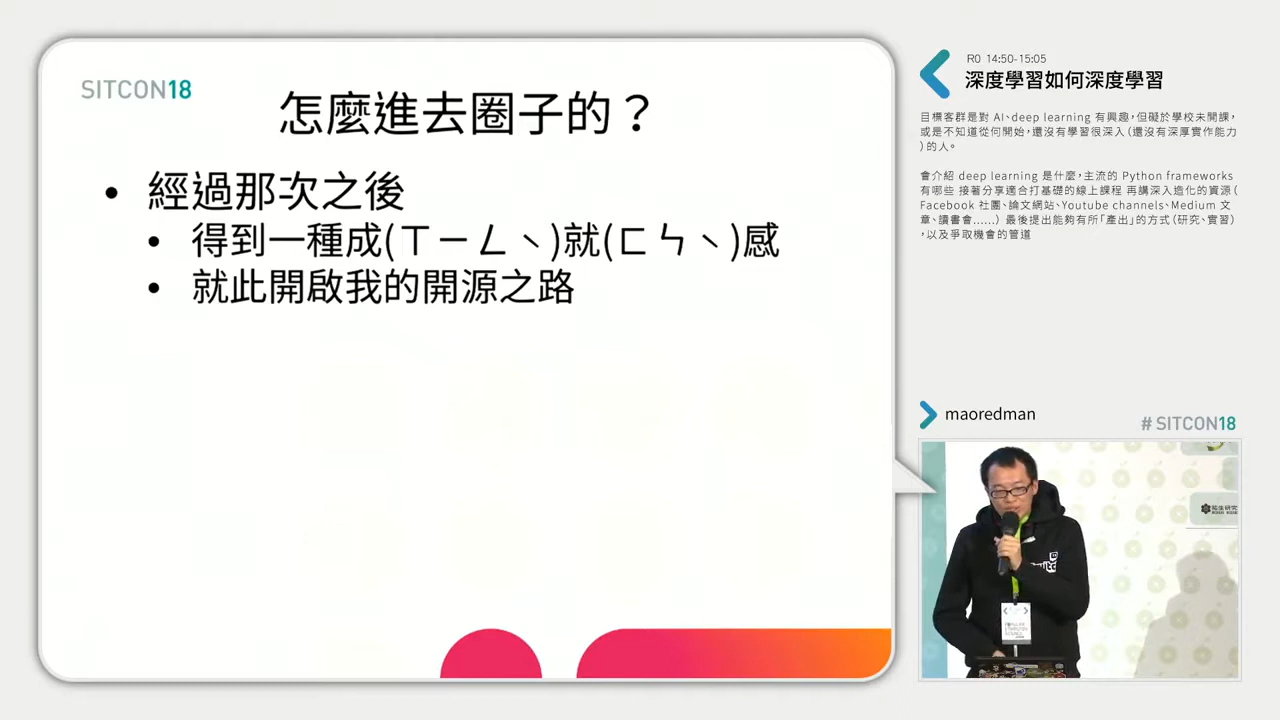 SITCON18
怎麼進去圈子的？
• 經過那次之後
• 得到一種成(ㄒㄧㄥˋ)就(ㄈㄣˋ)感
• 就此開啟我的開源之路
R0 14:50-15:05
深度學習如何深度學習
目標客群是對 AI、deep learning 有興趣，但礙於學校未開課，
或是不知道從何開始，還沒有學習很深入（還沒有深厚實作能力
）的人。
會介紹 deep learning 是什麼，主流的 Python frameworks
有哪些 接著分享適合打基礎的線上課程 再講深入造化的資源（
Facebook 社團、論文網站、Youtube channels、Medium 文
章、讀書會......） 最後提出能夠有所「產出」的方式（研究、實習）
，以及爭取機會的管道
maoredman
# SITCON18